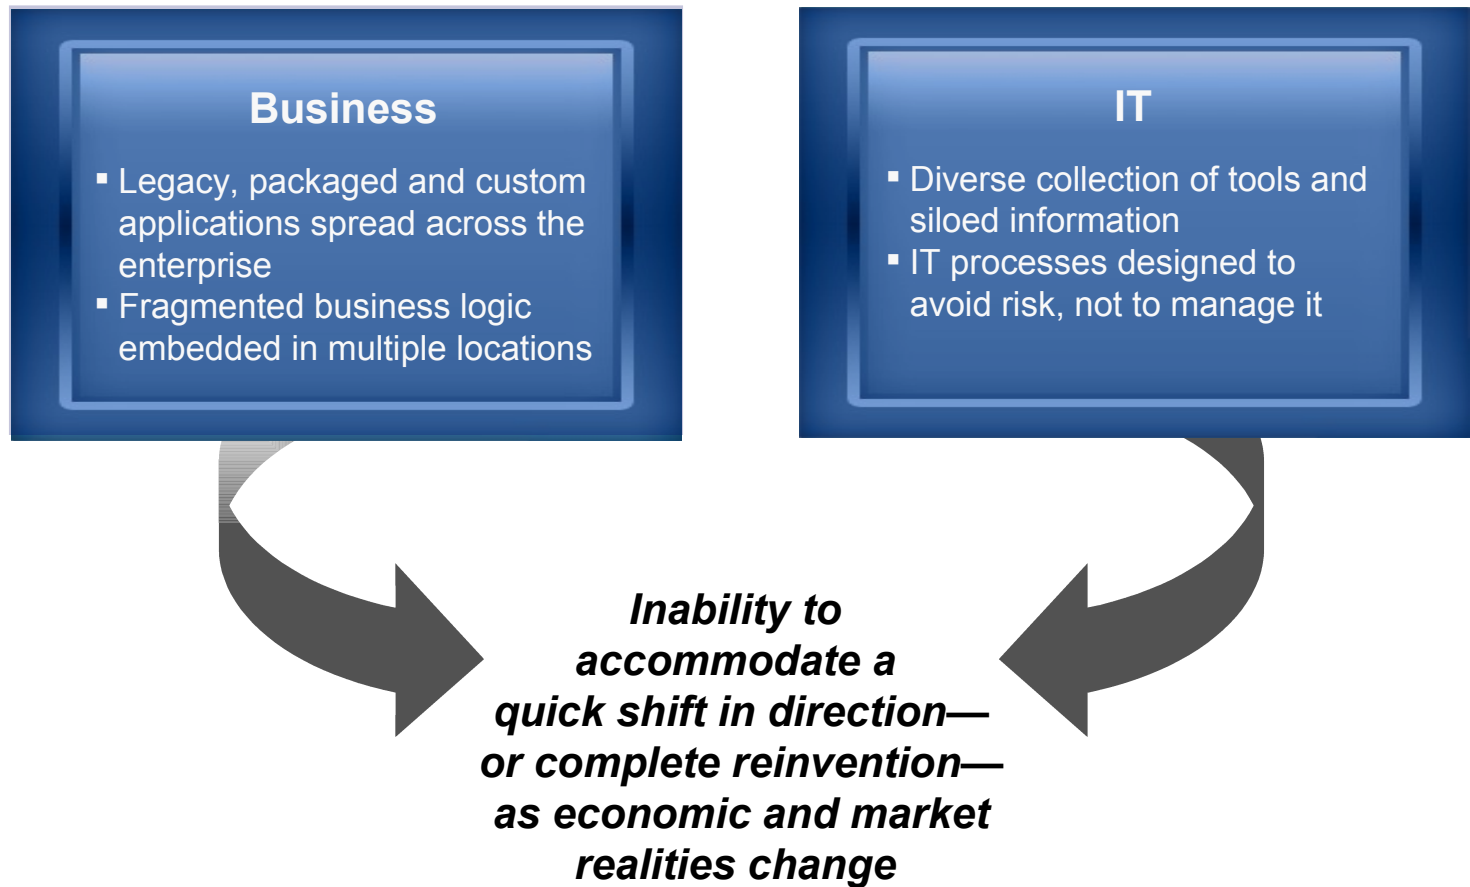 Business
▪ Legacy, packaged and custom
applications spread across the
enterprise
▪ Fragmented business logic
embedded in multiple locations
IT
▪ Diverse collection of tools and
siloed information
▪ IT processes designed to
avoid risk, not to manage it
Inability to
accommodate a
quick shift in direction—
or complete reinvention—
as economic and market
realities change